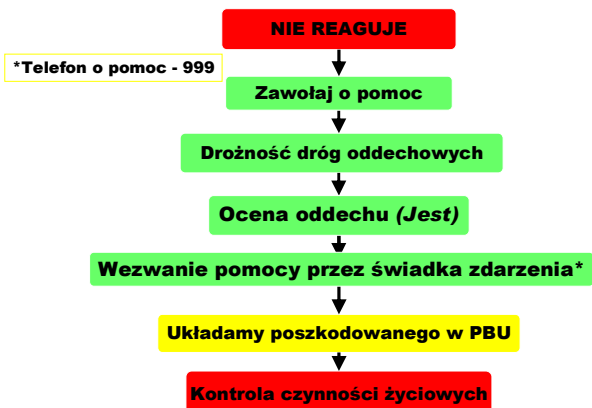 NIE REAGUJE
*Telefon o pomoc - 999
Zawołaj o pomoc
Drożność dróg oddechowych
Ocena oddechu (Jest)
Wezwanie pomocy przez świadka zdarzenia*
Układamy poszkodowanego w PBU
Kontrola czynności życiowych